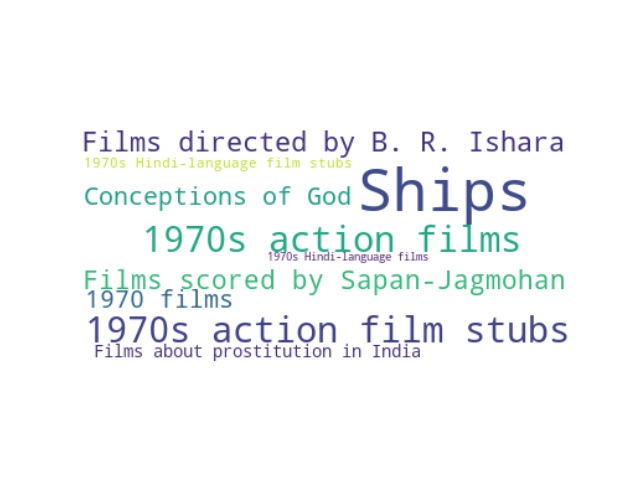 Films directed by B. R. Ishara
1970s Hindi-language film stubs
Conceptions of God
Ships
1970s action films
1970s Hindi-language films
Films scored by Sapan-Jagmohan
1970 films
1970s action film stubs
Films about prostitution in India